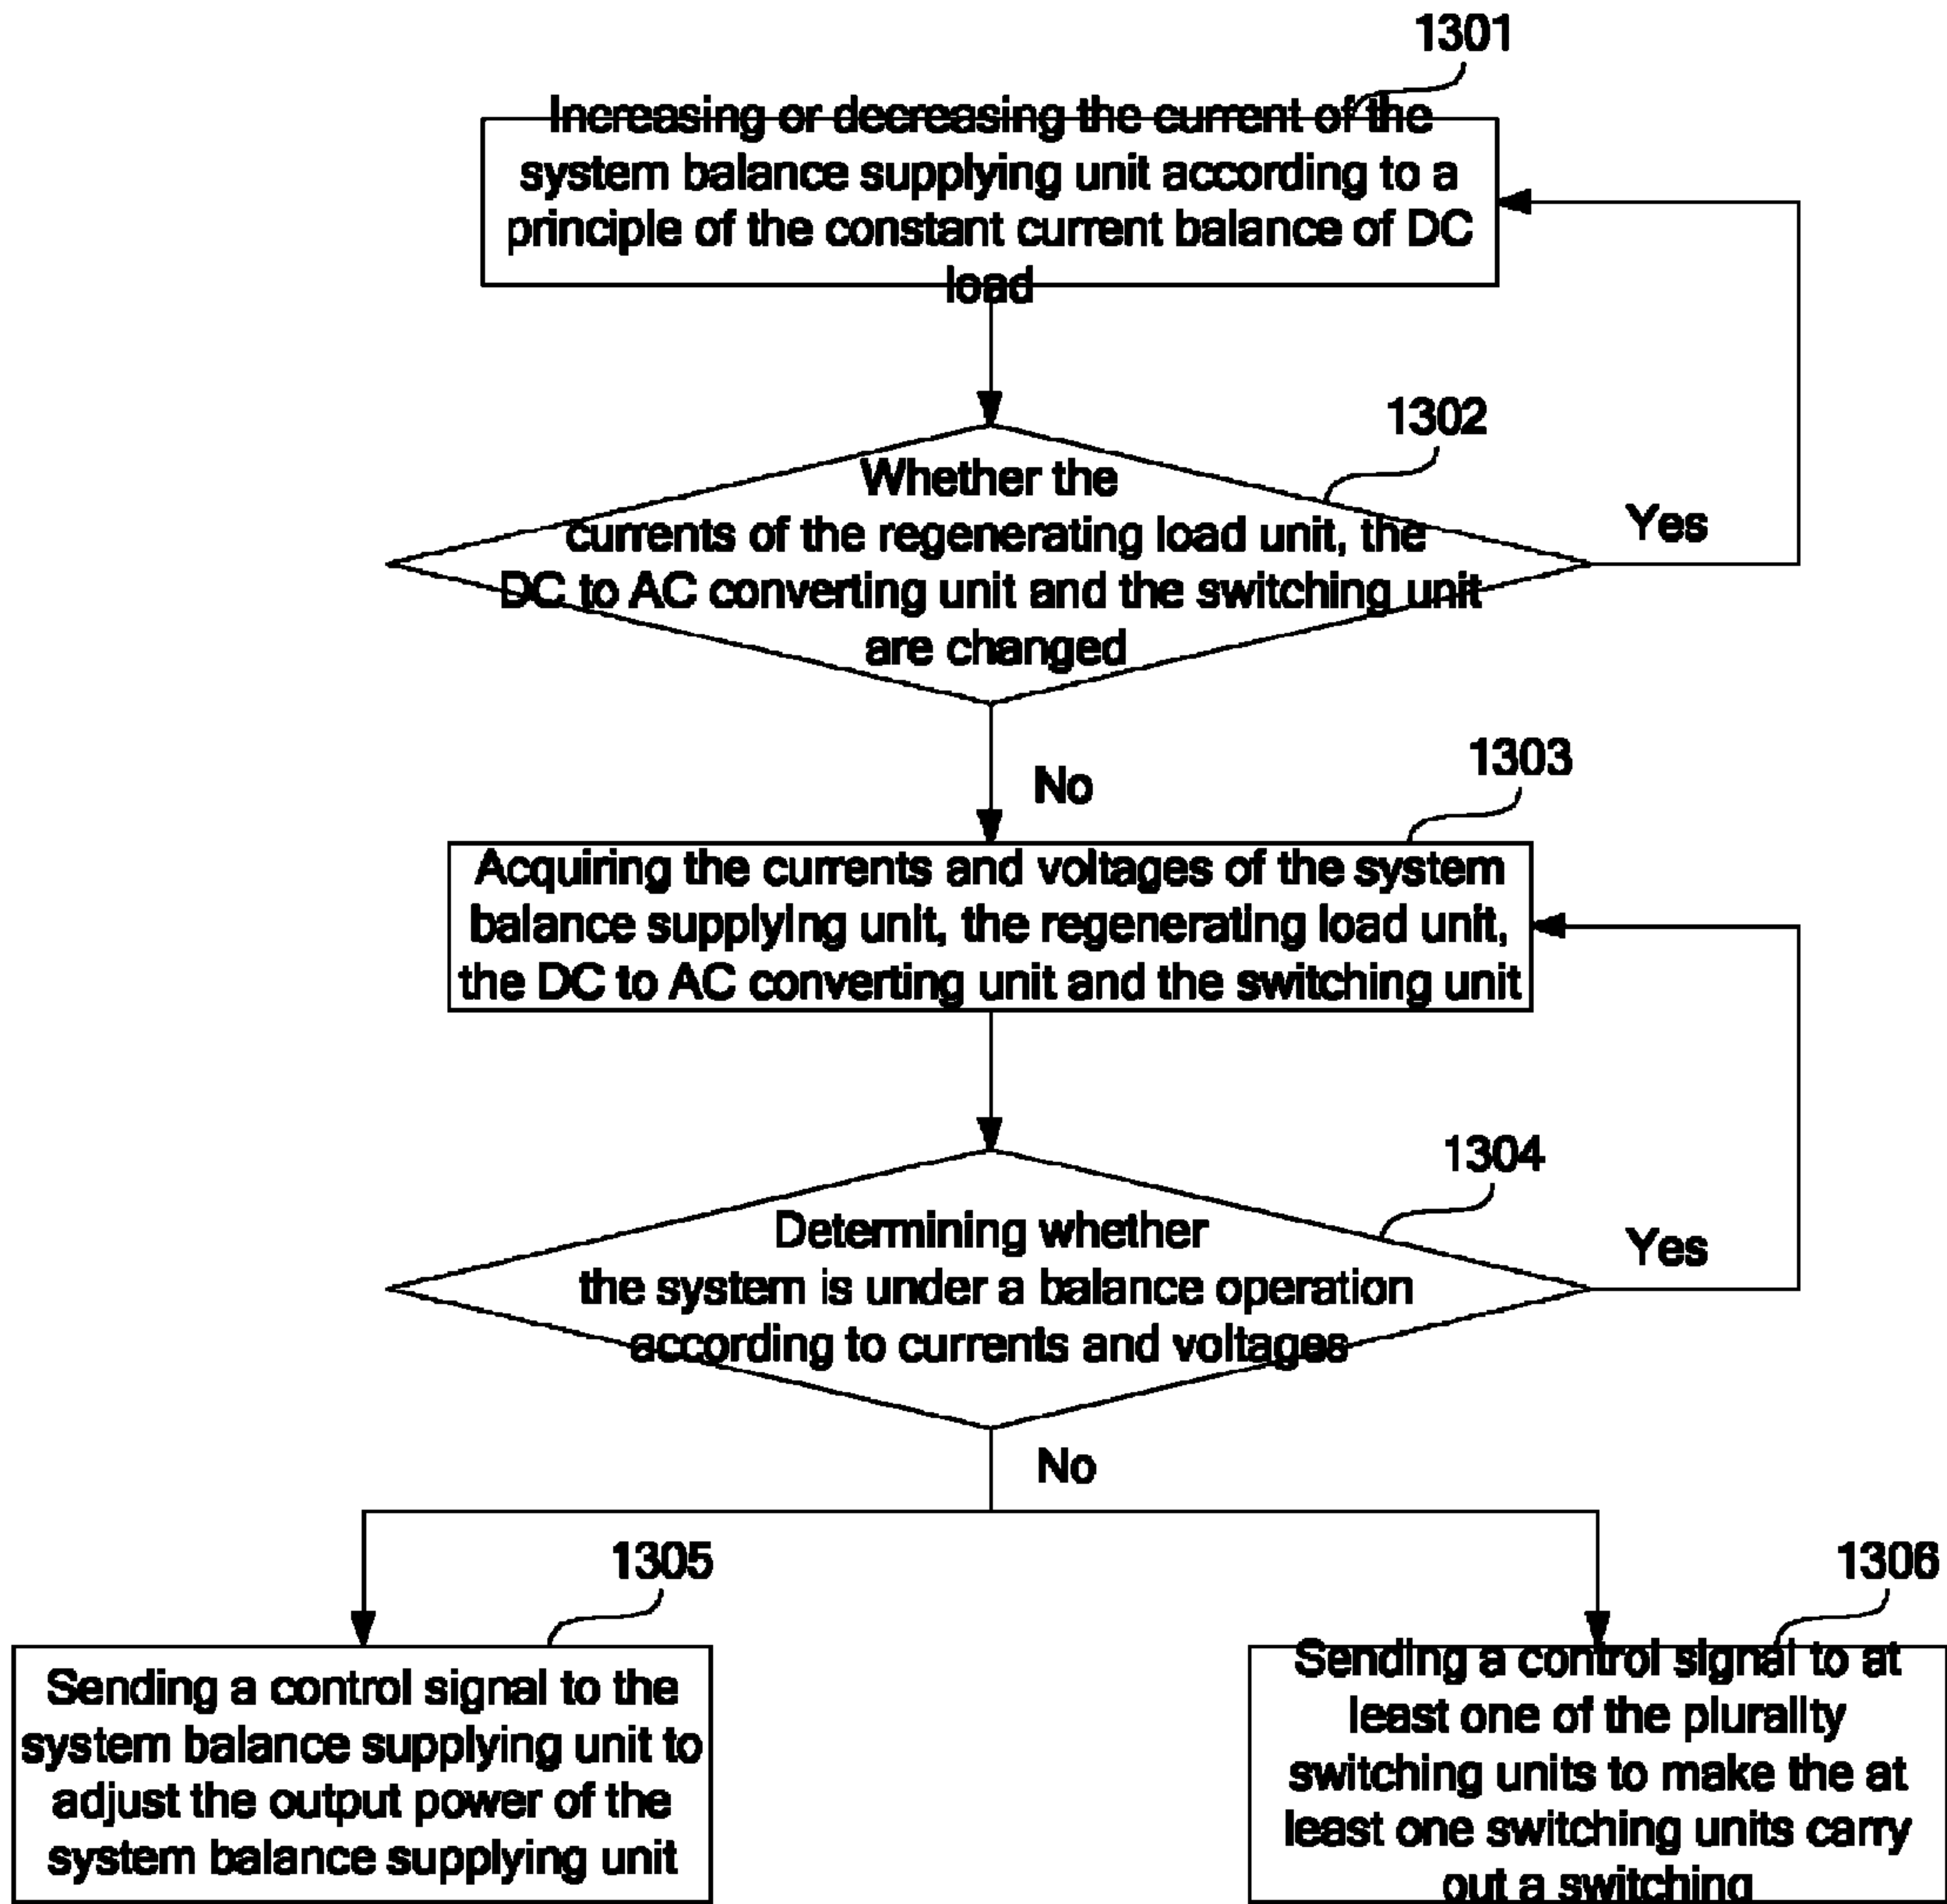 1301
Increasing or decreasing the current of the
system balance supplying unit according to a
principle of the constant current balance of DC
load
1302
Whether the
currents of the regenerating load unit, the
DC to AC converting unit and the switching unit
are changed
Yes
No
1303
Acquiring the currents and voltages of the system
balance supplying unit, the regenerating load unit,
the DC to AC converting unit and the switching unit
1304
Determining whether
the system is under a balance operation
according to currents and voltages
Yes
No
1305
Sending a control signal to the
system balance supplying unit to
adjust the output power of the
system balance supplying unit
1306
Sending a control signal to at
least one of the plurality
switching units to make the at
least one switching units carry
out a switching